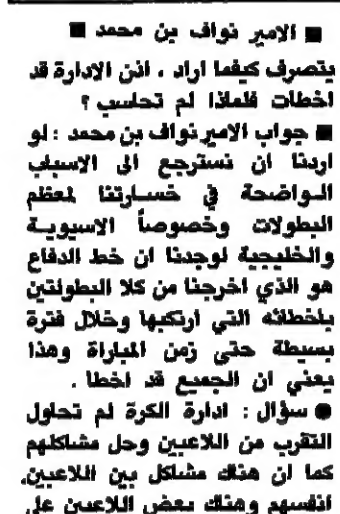 ■ الامير نواف بن محمد ■
يتصرف كيفما اراد ، اذن الادارة قد
اخطات فلماذا لم تحاسب ؟
■ جواب الامير نواف بن محمد : لو
اردنا ان نسترجع الى الاسباب
الواضحة في خسارتنا لمعظم
البطولات وخصوصاً الاسيوية
والخليجية لوجدنا ان خط الدفاع
هو الذي اخرجنا من كلا البطولتين
باخطائه التي ارتكبها وخلال فترة
بسيطة حتى زمن المباراة وهذا
يعني ان الجميع قد اخطا .
● سؤال : ادارة الكرة لم تحاول
التقرب من اللاعبين وحل مشاكلهم
كما ان هناك مشاكل بين اللاعبين
انفسهم وهناك بعض اللاعبين على